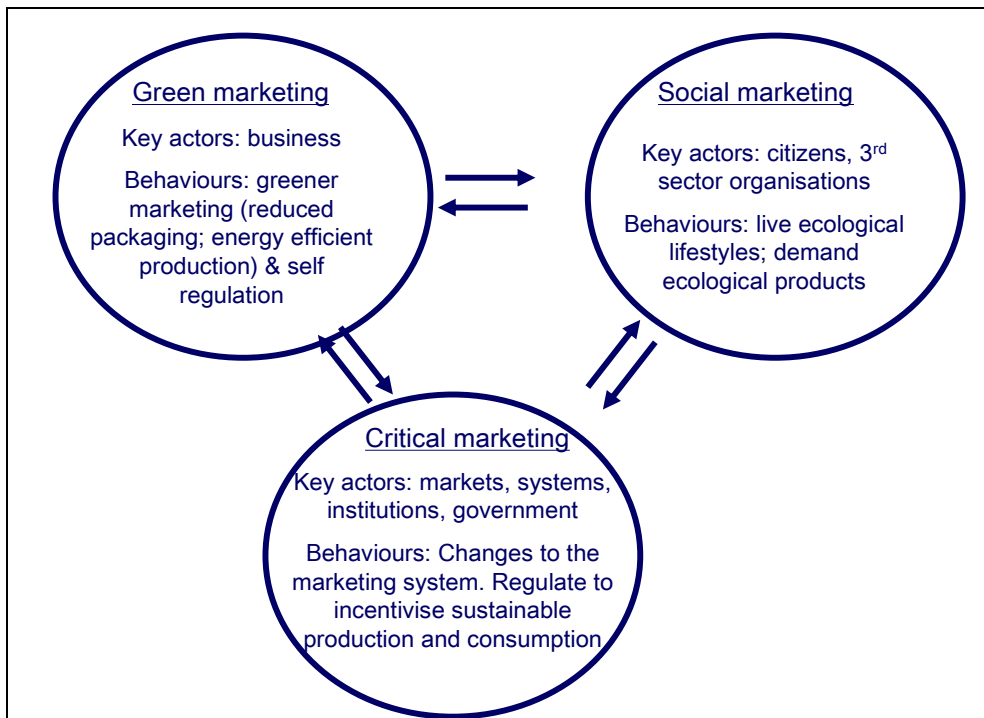 Green marketing
Key actors: business
Behaviours: greener
marketing (reduced
packaging; energy efficient
production) & self
regulation
Social marketing
Key actors: citizens, 3rd
sector organisations
Behaviours: live ecological
lifestyles; demand
ecological products
Critical marketing
Key actors: markets, systems,
institutions, government
Behaviours: Changes to the
marketing system. Regulate to
incentivise sustainable
production and consumption